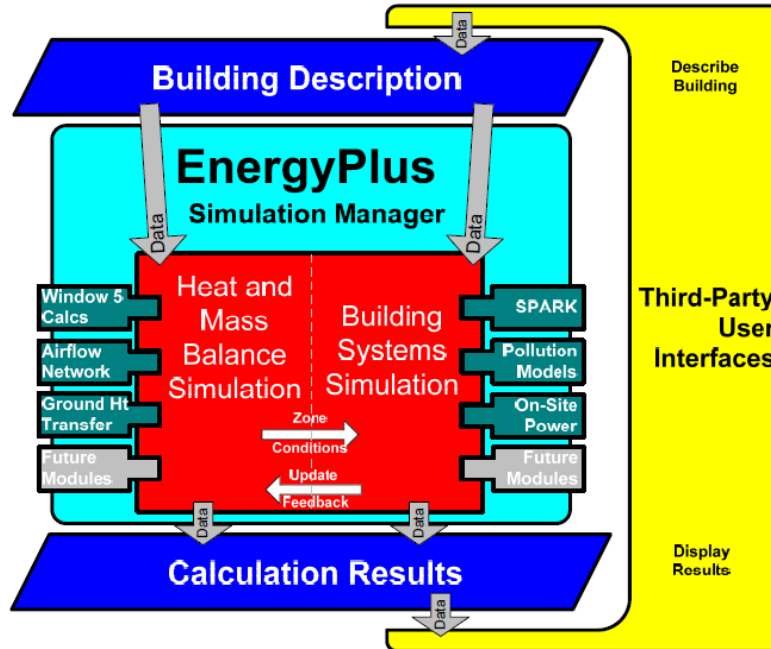 Data
Building Description
Describe
Building
EnergyPlus
Simulation Manager
Data
Data
Window 5
Calcs
Airflow
Network
Ground Ht
Transfer
Future
Modules
Heat and
Mass
Balance
Simulation
Building
Systems
Simulation
Zone
Conditions
Update
Feedback
SPARK
Pollution
Models
On-Site
Power
Future
Modules
Third-Party
User
Interfaces
Data
Data
Calculation Results
Display
Results
Data